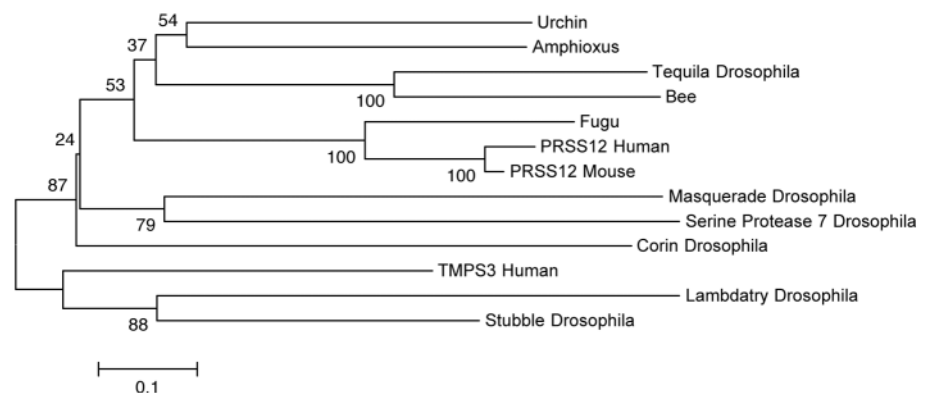 54
Urchin
37
Amphioxus
53
Tequila Drosophila
100
Bee
Fugu
24
100
PRSS12 Human
87
100
PRSS12 Mouse
Masquerade Drosophila
79
Serine Protease 7 Drosophila
Corin Drosophila
TMPS3 Human
Lambdatry Drosophila
88
Stubble Drosophila
0.1